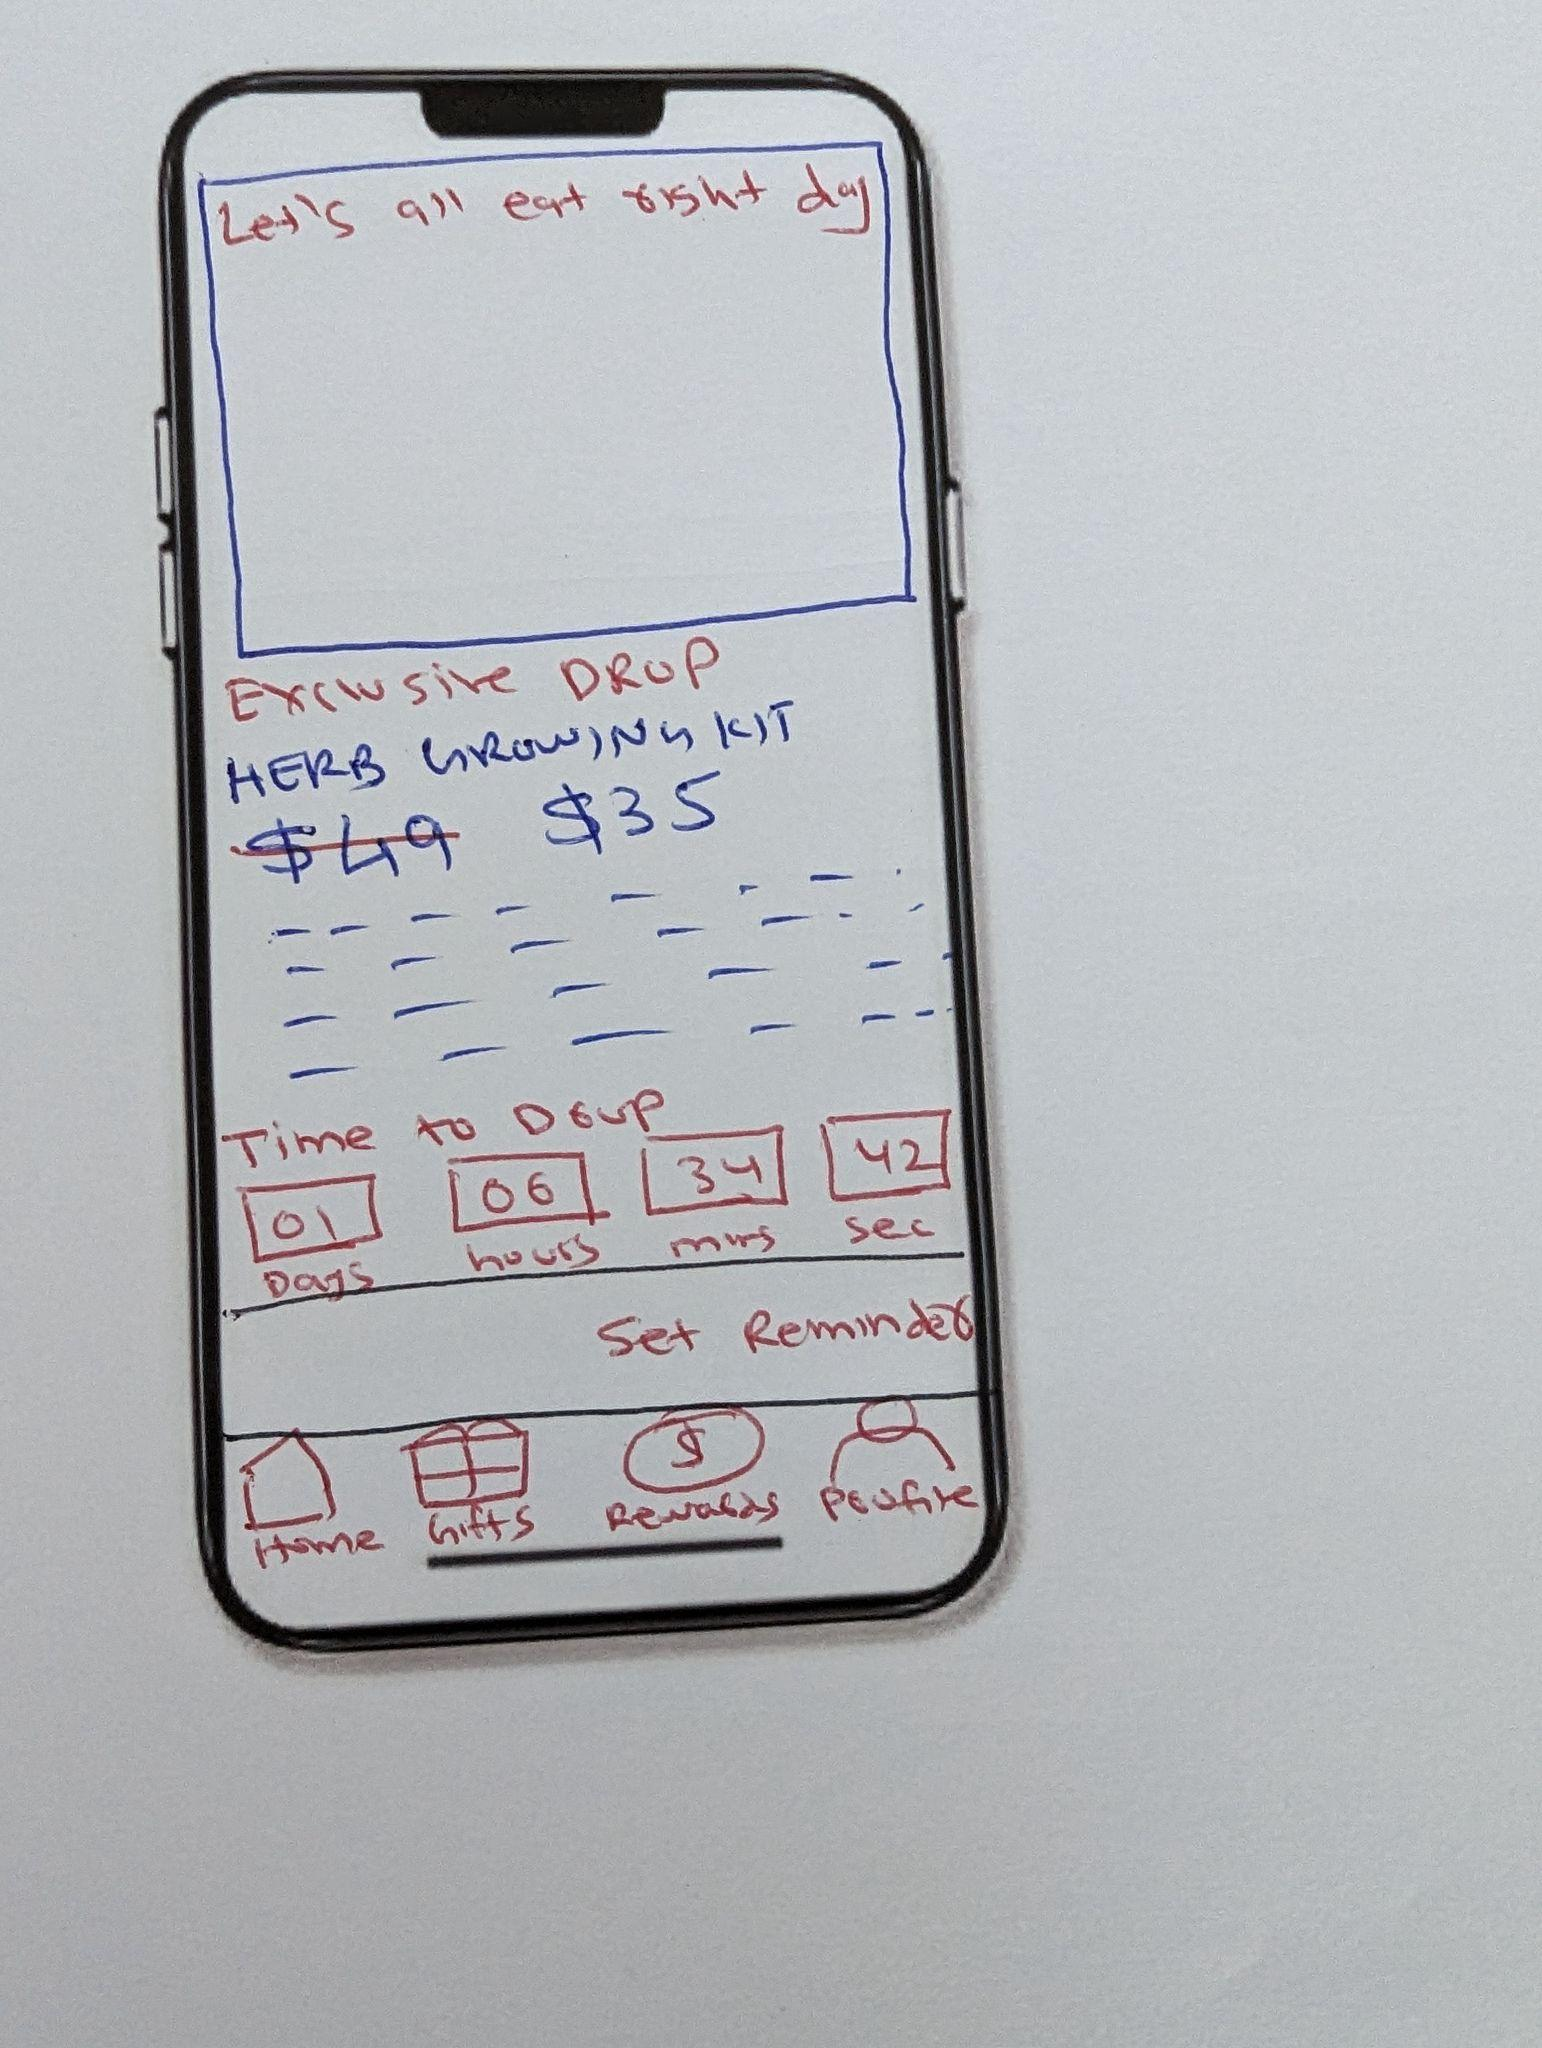 Let's all eat right day
Exclusive DROP
HERB GROWING KIT
$49 $35
Time to Drop
01 06 34 42
Days hours mins sec
Set Reminder
$
Home Gifts Rewards Profile